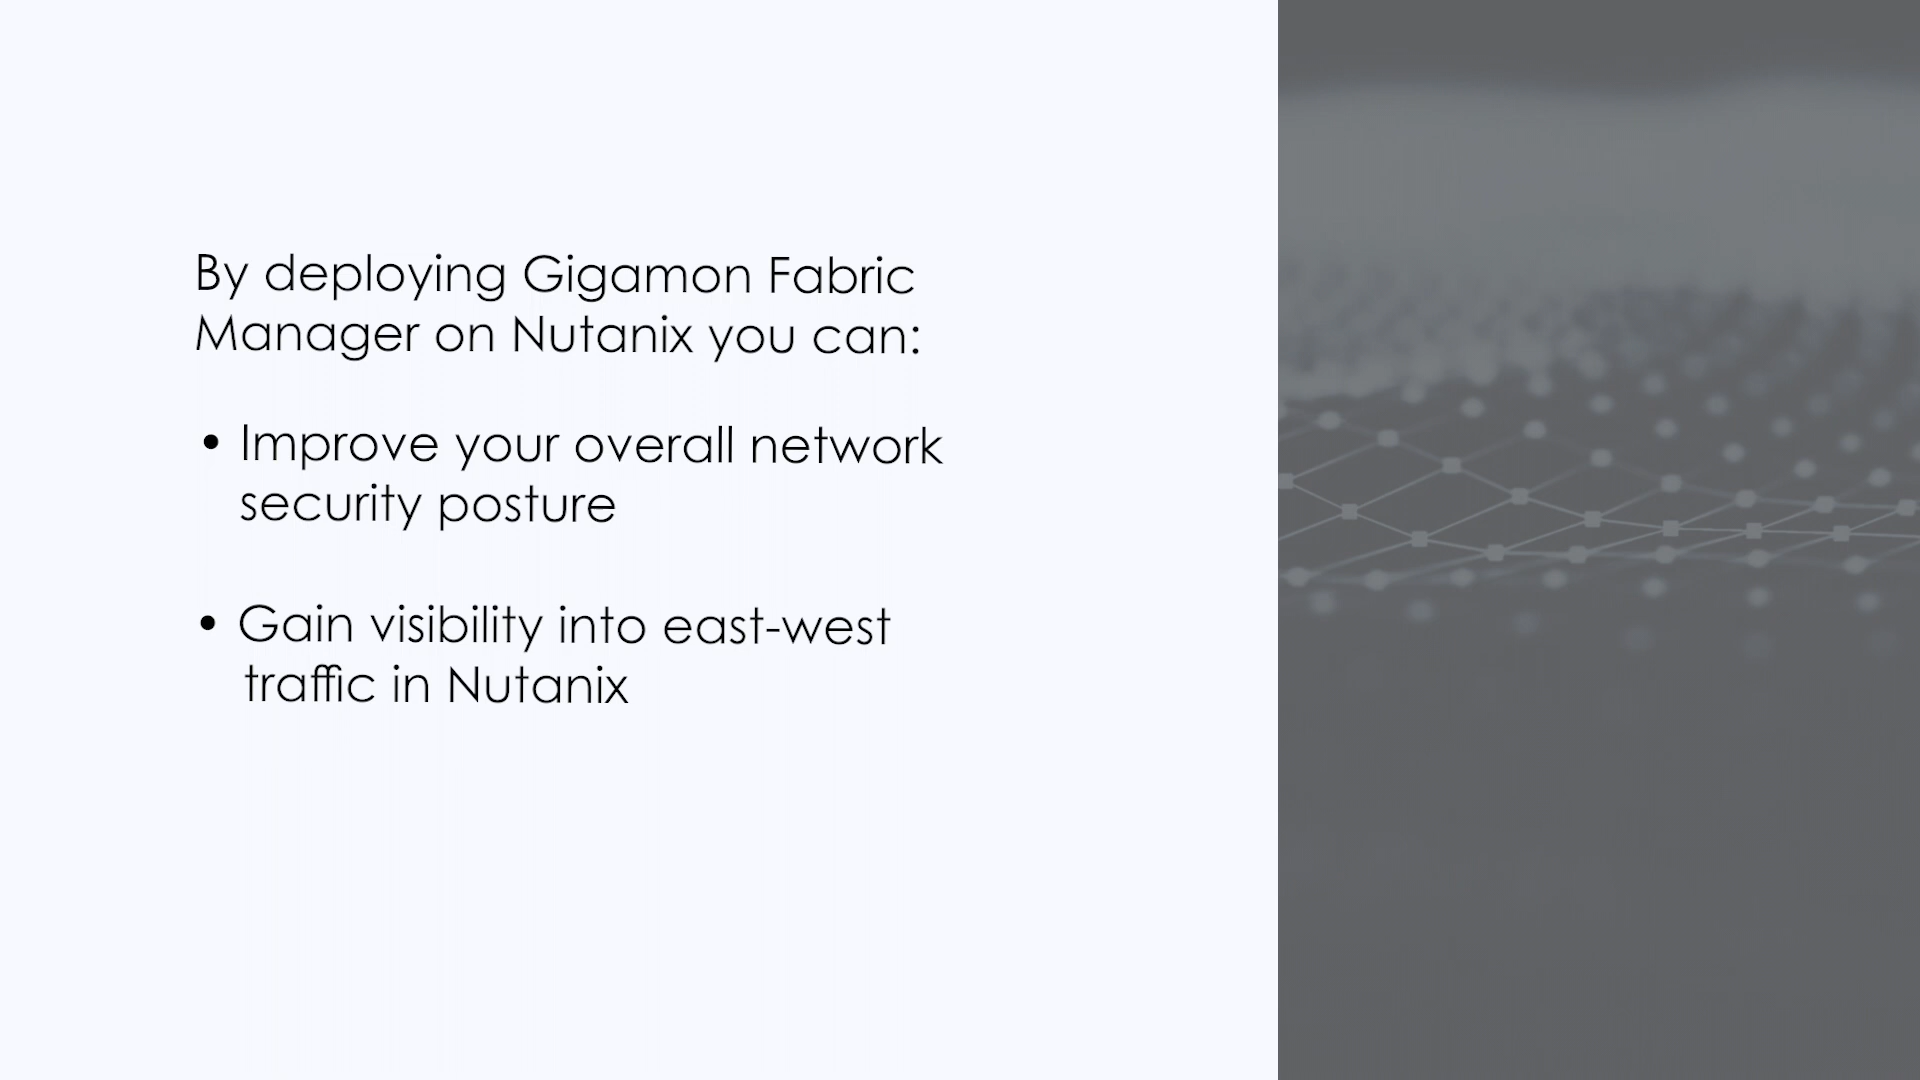 By deploying Gigamon Fabric
Manager on Nutanix you can:
• Improve your overall network
security posture
• Gain visibility into east-west
traffic in Nutanix